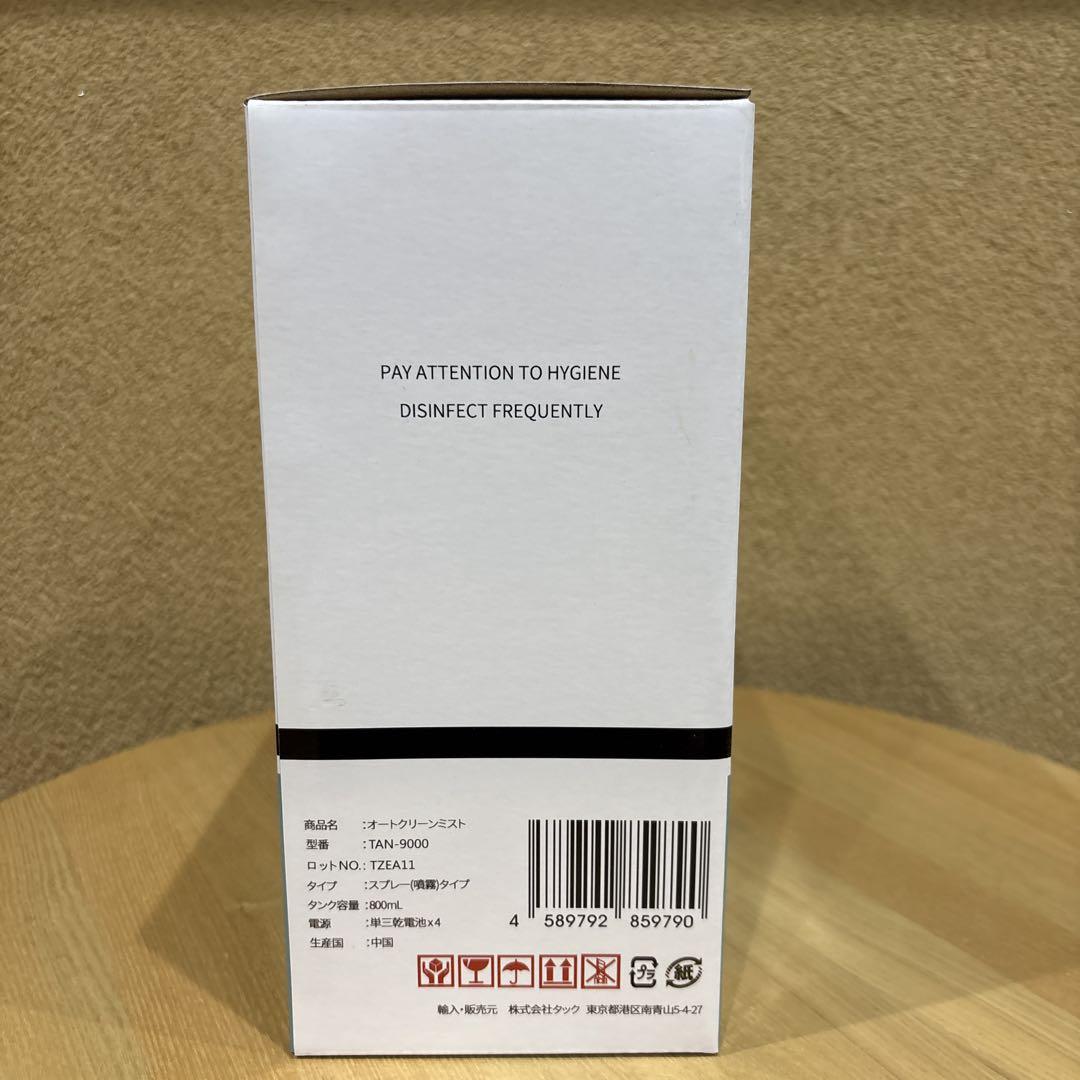 PAY ATTENTION TO HYGIENE
DISINFECT FREQUENTLY
商品名 :オートクリーンミスト
型番 :TAN-9000
ロットNO.: TZEA11
タイプ :スプレー(噴霧)タイプ
タンク容量 :800mL
電源 :単三乾電池x4
生産国 :中国
4 589792 859790
プラ 紙
輸入・販売元 株式会社タック 東京都港区南青山5-4-27